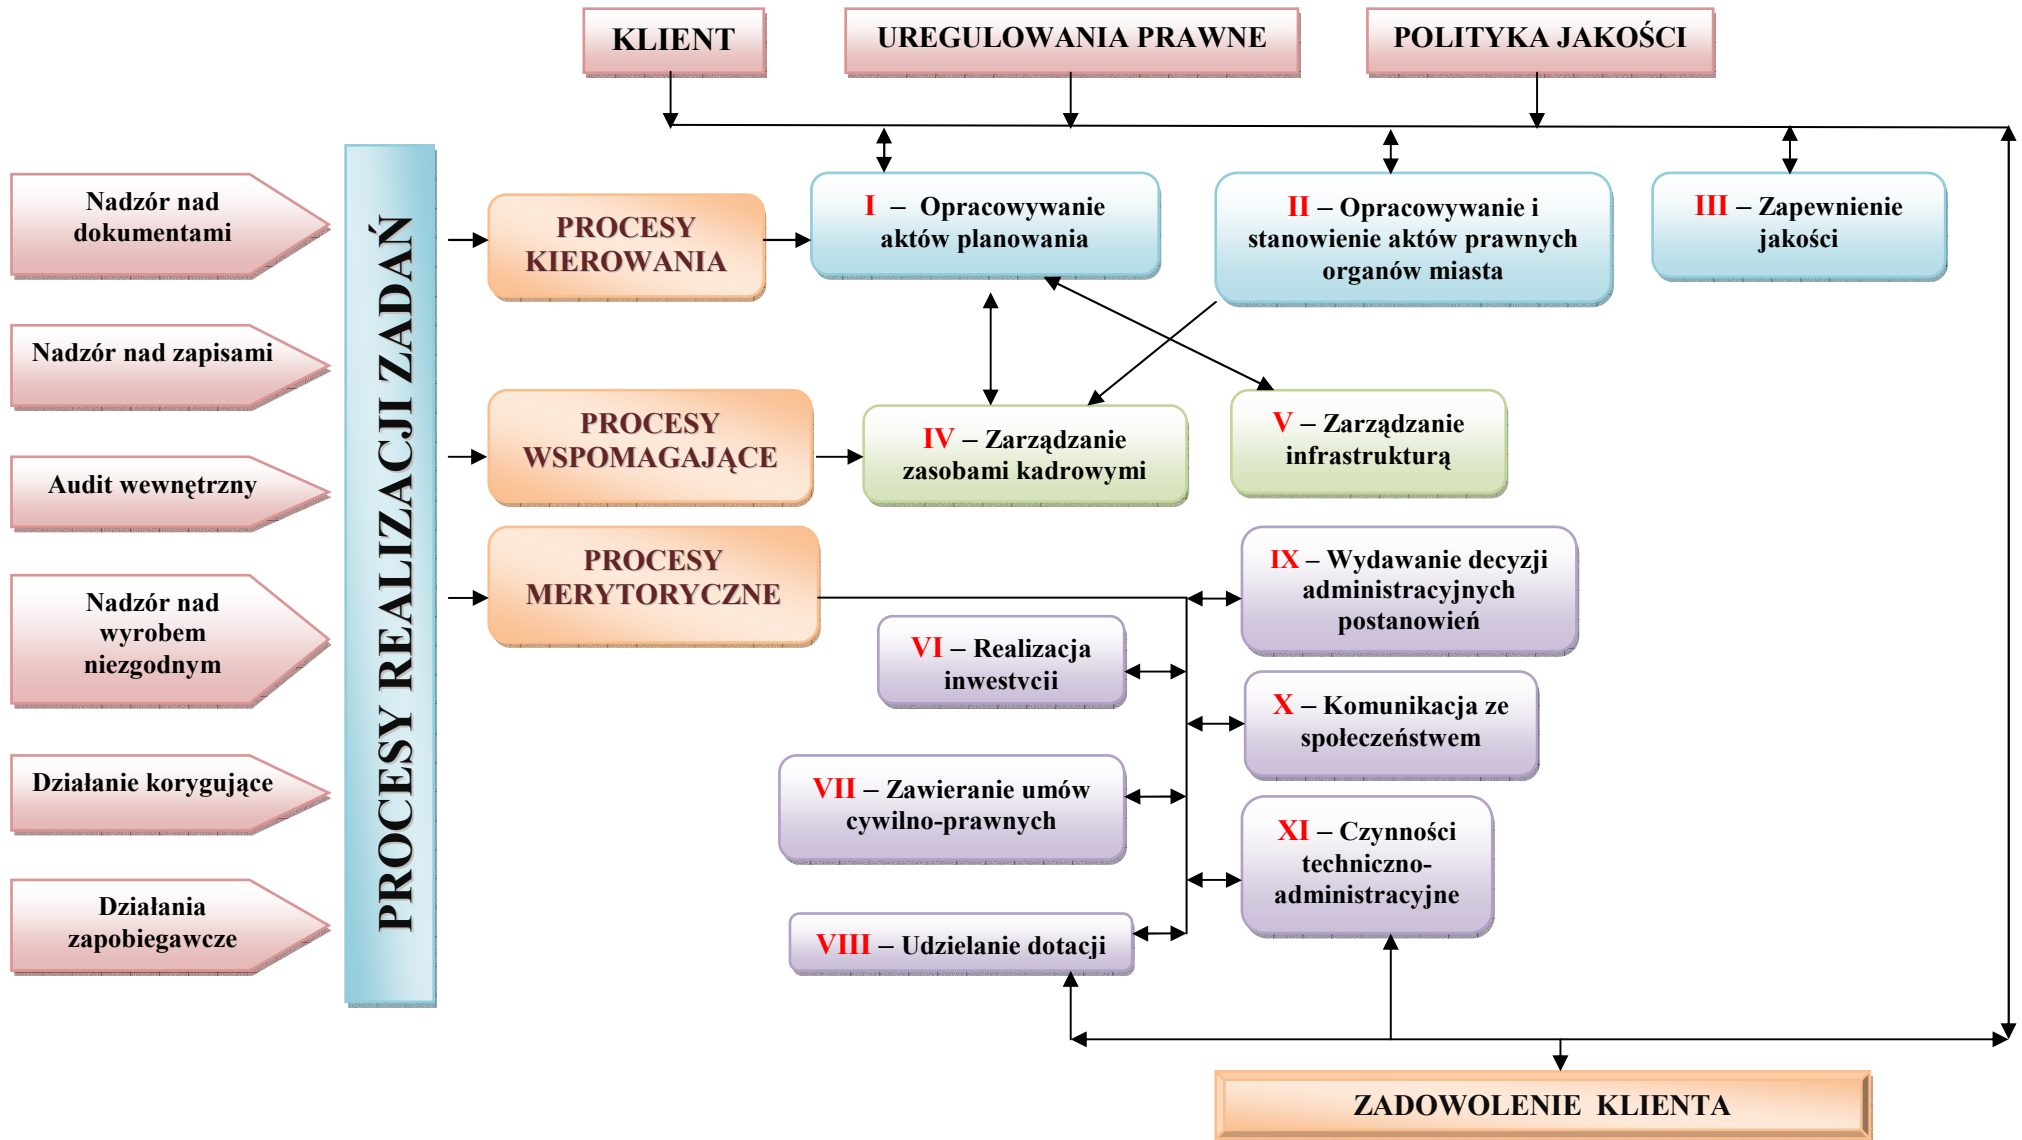 KLIENT
UREGULOWANIA PRAWNE
POLITYKA JAKOŚCI
Nadzór nad
dokumentami
Nadzór nad zapisami
Audit wewnętrzny
Nadzór nad
wyrobem
niezgodnym
Działanie korygujące
Działania
zapobiegawcze
PROCESY REALIZACJI ZADAŃ
PROCESY
KIEROWANIA
I – Opracowywanie
aktów planowania
II – Opracowywanie i
stanowienie aktów prawnych
organów miasta
III – Zapewnienie
jakości
PROCESY
WSPOMAGAJĄCE
IV – Zarządzanie
zasobami kadrowymi
V – Zarządzanie
infrastrukturą
PROCESY
MERYTORYCZNE
VI – Realizacja
inwestycji
VII – Zawieranie umów
cywilno-prawnych
VIII – Udzielanie dotacji
IX – Wydawanie decyzji
administracyjnych
postanowień
X – Komunikacja ze
społeczeństwem
XI – Czynności
techniczno-
administracyjne
ZADOWOLENIE KLIENTA